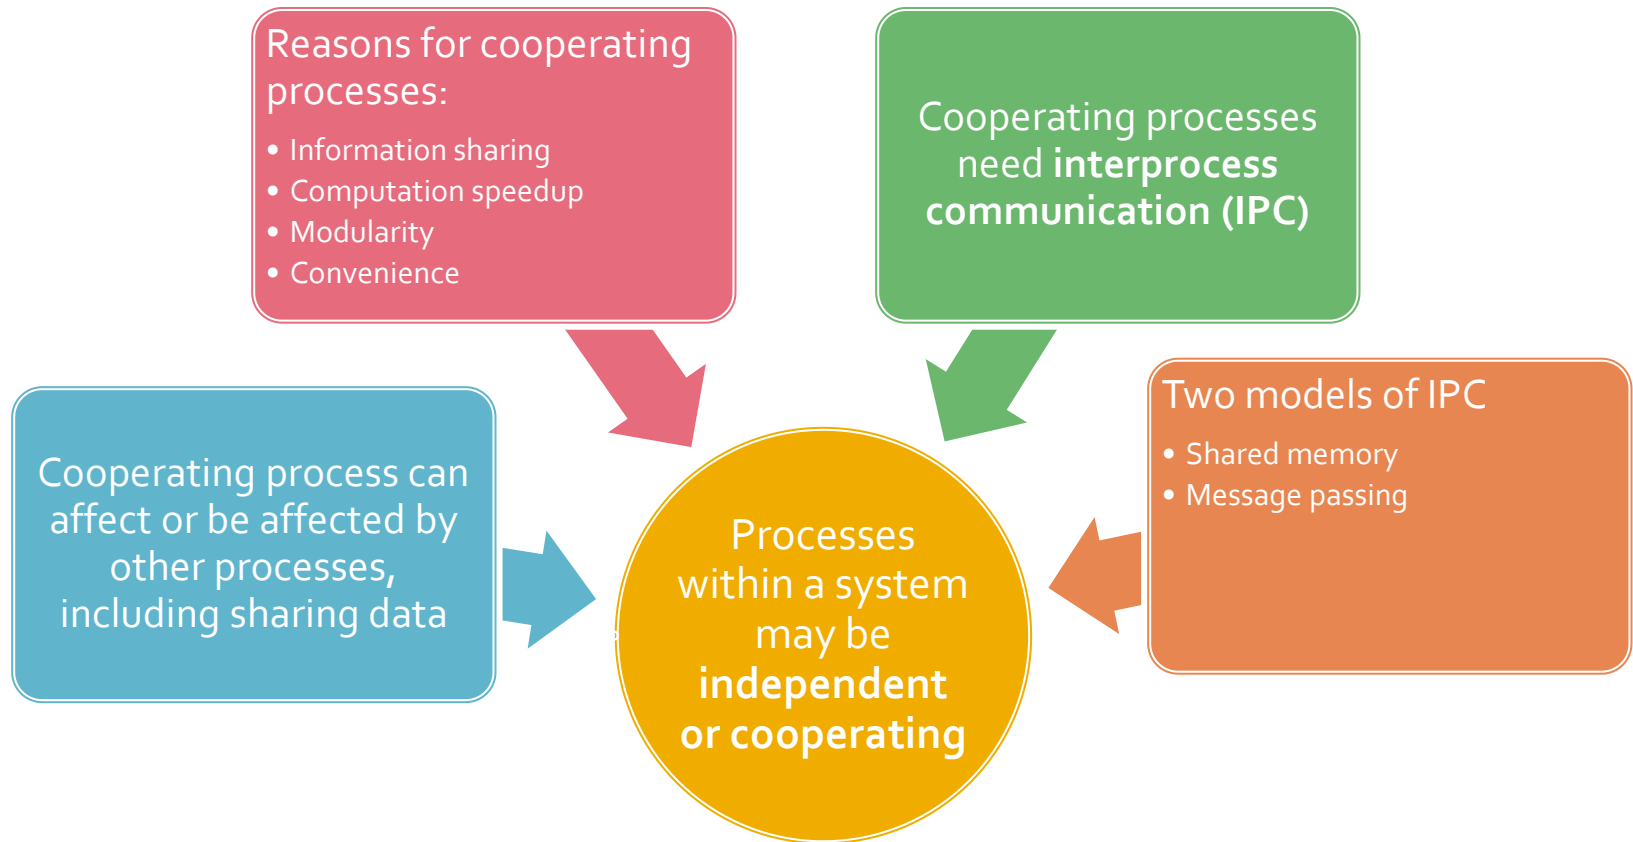 Reasons for cooperating
processes:
• Information sharing
• Computation speedup
• Modularity
• Convenience
Cooperating processes
need interprocess
communication (IPC)
Cooperating process can
affect or be affected by
other processes,
including sharing data
Two models of IPC
• Shared memory
• Message passing
Processes
within a system
may be
independent
or cooperating